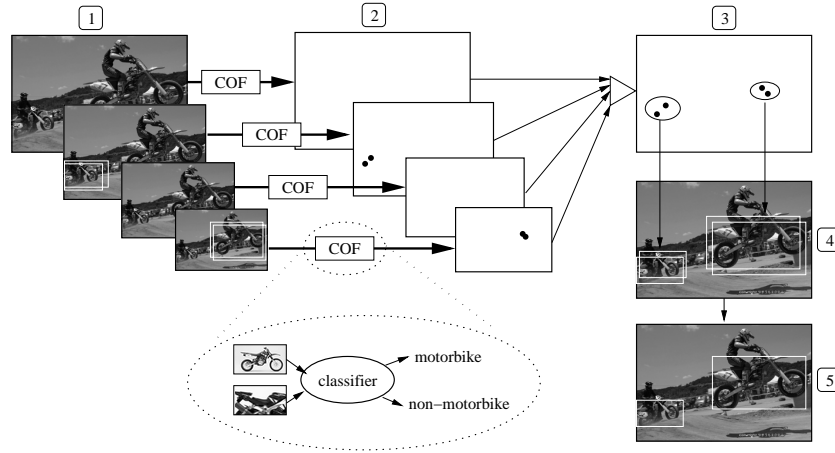 1
2
3
COF
COF
COF
COF
4
motorbike
classifier
non−motorbike
5